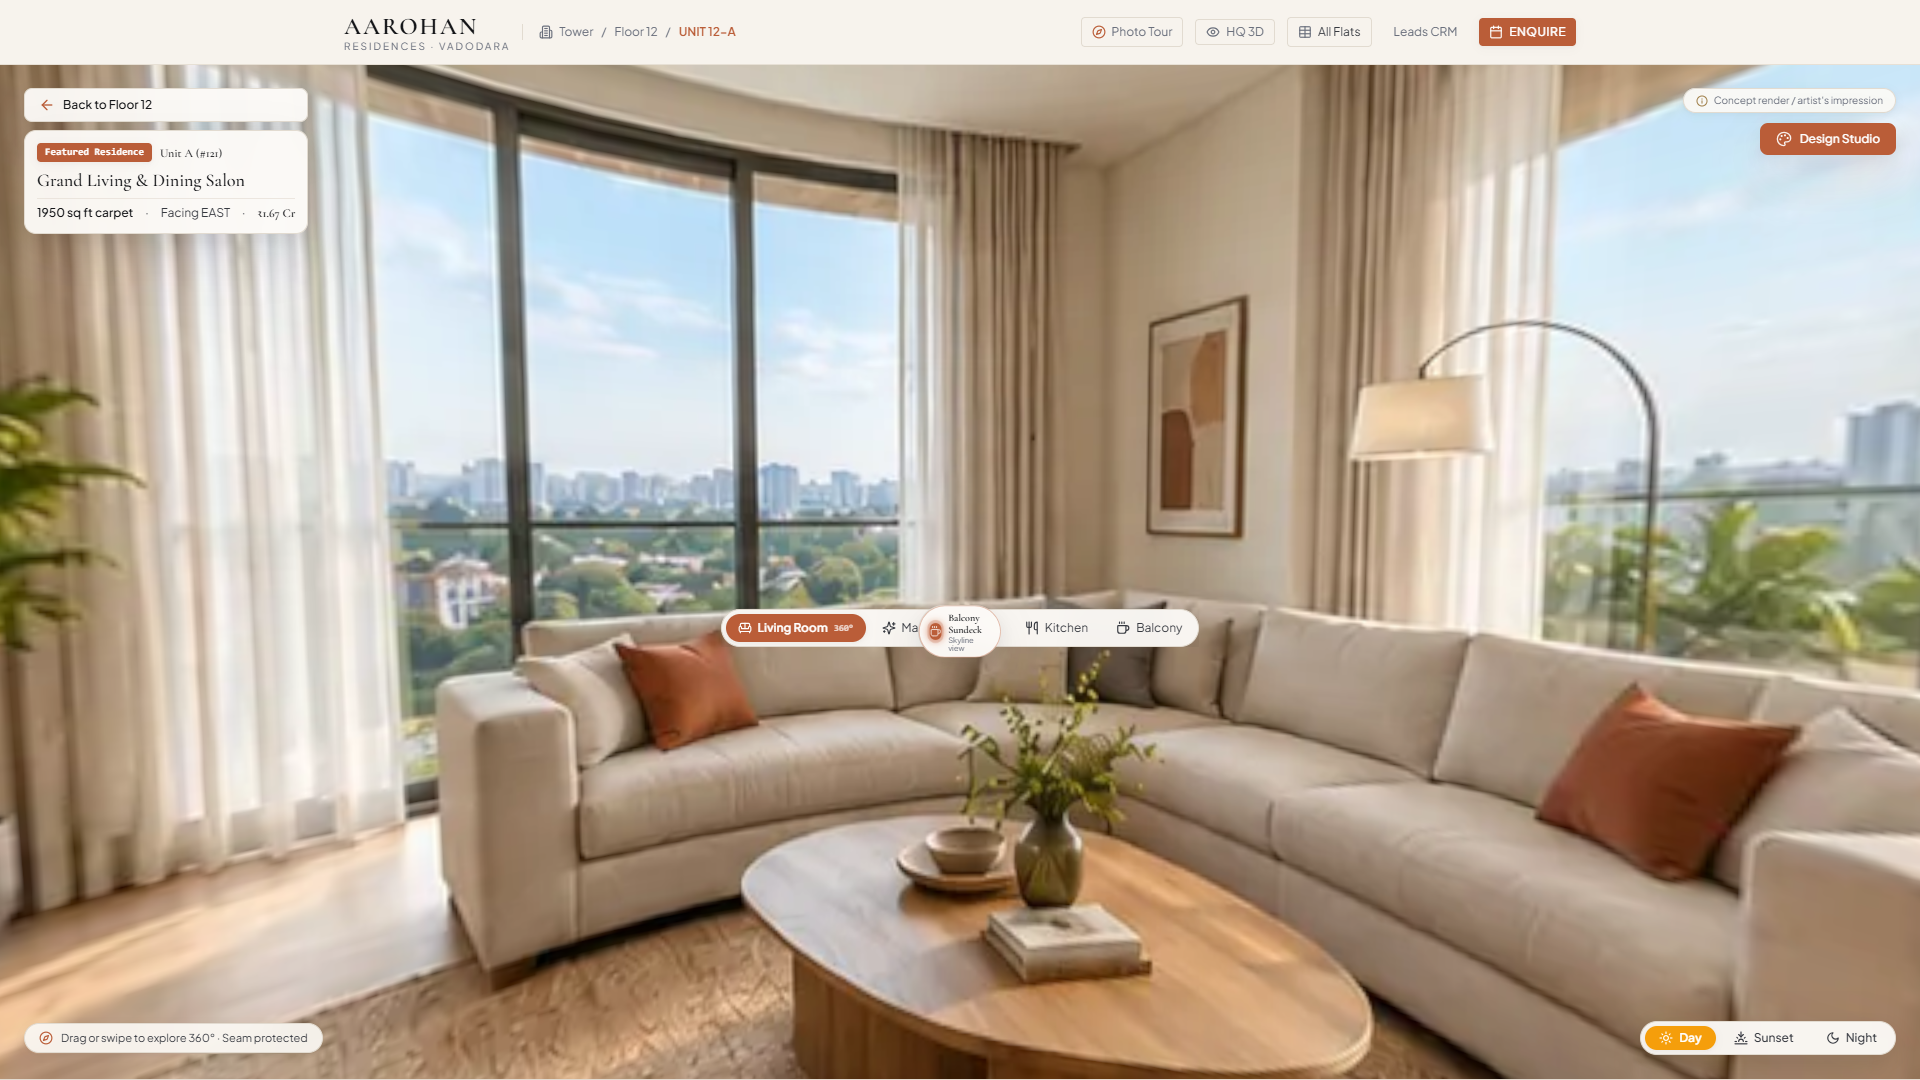 AAROHAN
RESIDENCES · VADODARA
Tower / Floor 12 / UNIT 12-A
Photo Tour
HQ 3D
All Flats
Leads CRM
ENQUIRE
Back to Floor 12
Featured Residence Unit A (#121)
Grand Living & Dining Salon
1950 sq ft carpet · Facing EAST · ₹1.67 Cr
Concept render / artist's impression
Design Studio
Living Room 360°
Ma
Balcony
Sundeck
Skyline
view
Kitchen
Balcony
Drag or swipe to explore 360° · Seam protected
Day
Sunset
Night